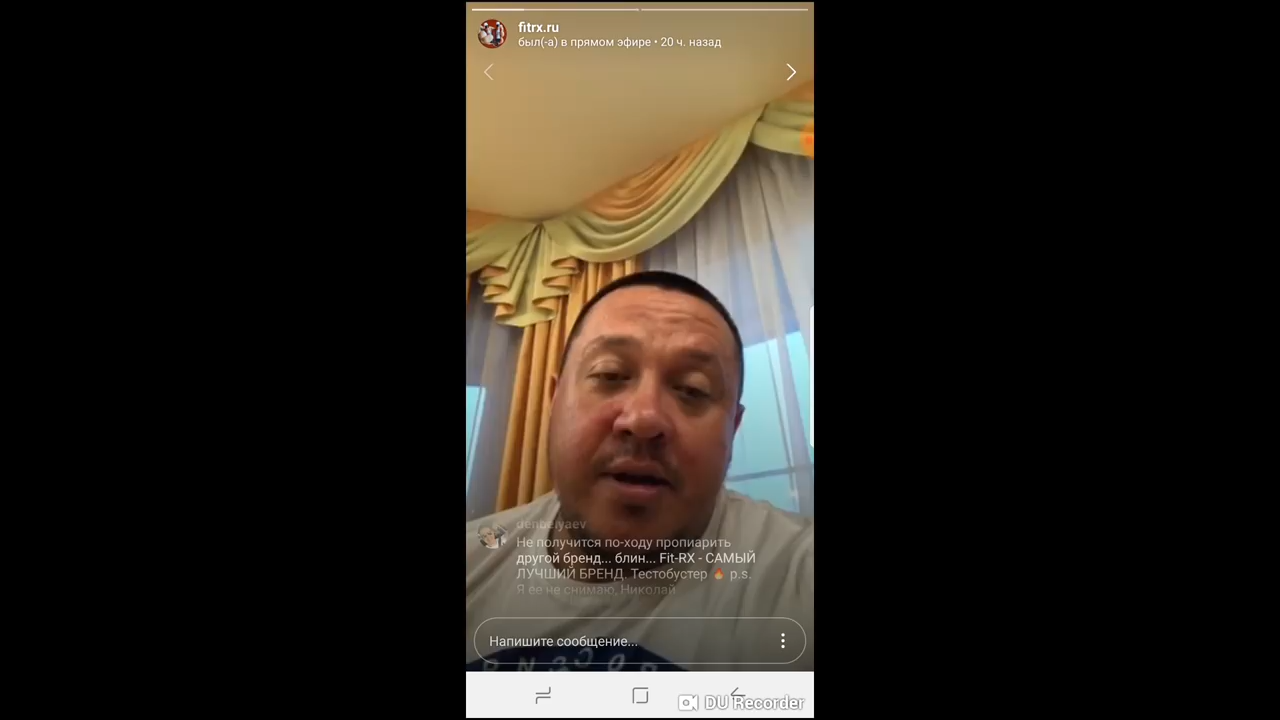 fitrx.ru
был(-а) в прямом эфире • 20 ч. назад
denbelyaev
Не получится по-ходу пропиарить
другой бренд... блин... Fit-RX - САМЫЙ
ЛУЧШИЙ БРЕНД. Тестобустер 🔥 p.s.
Я ее не снимаю, Николай
Напишите сообщение...
DU Recorder